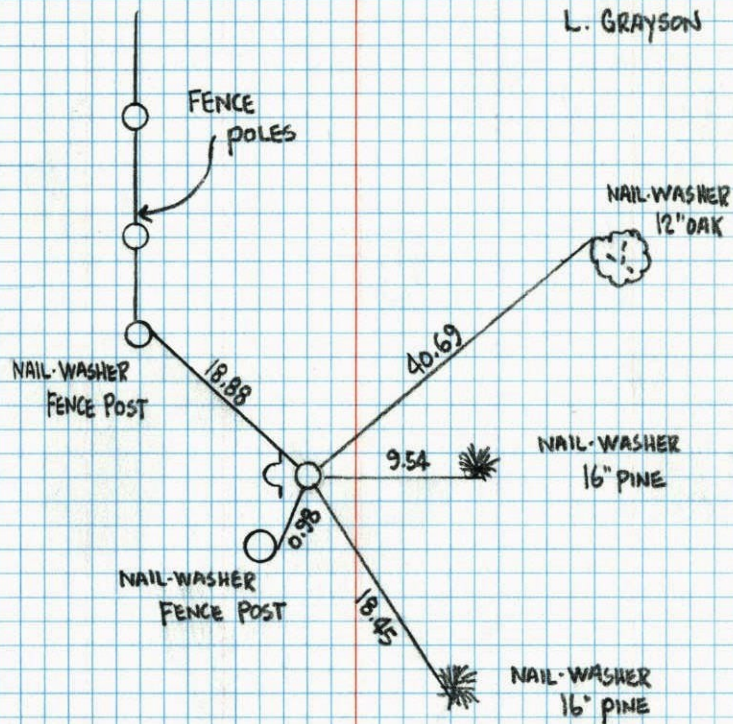 L. GRAYSON
FENCE
POLES
NAIL-WASHER
12" OAK
40.69
18.88
NAIL-WASHER
FENCE POST
9.54
NAIL-WASHER
16" PINE
0.98
NAIL-WASHER
FENCE POST
18.45
NAIL-WASHER
16" PINE